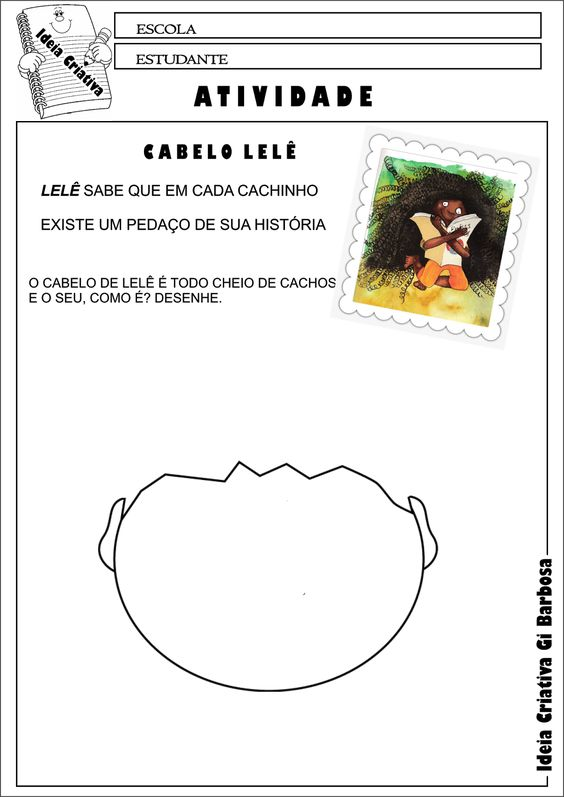 Ideia Criativa
ESCOLA
ESTUDANTE
ATIVIDADE
CABELO LELÊ
LELÊ SABE QUE EM CADA CACHINHO
EXISTE UM PEDAÇO DE SUA HISTÓRIA
O CABELO DE LELÊ É TODO CHEIO DE CACHOS
E O SEU, COMO É? DESENHE.
Ideia Criativa Gi Barbosa